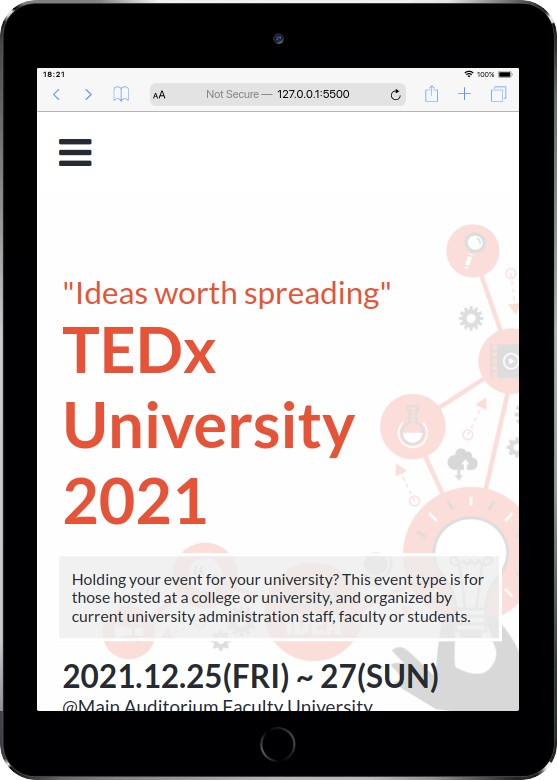 18:21
100%
AA
Not Secure — 127.0.0.1:5500
"Ideas worth spreading"
TEDx
University
2021
Holding your event for your university? This event type is for
those hosted at a college or university, and organized by
current university administration staff, faculty or students.
IDEA
2021.12.25(FRI) ~ 27(SUN)
@Main Auditorium Faculty University